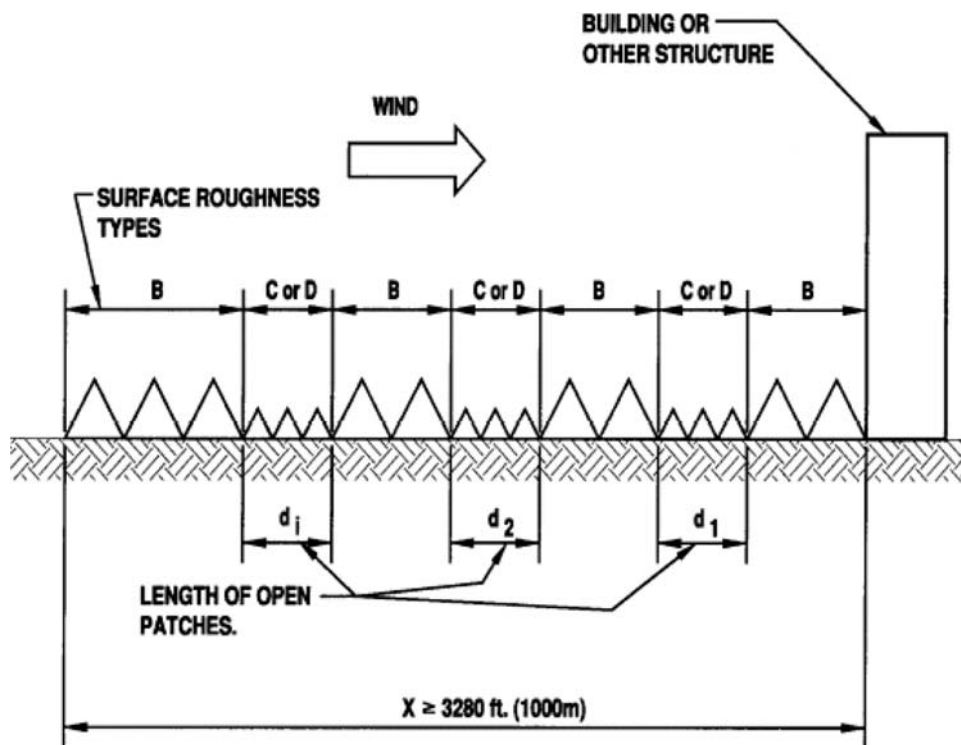 BUILDING OR
OTHER STRUCTURE
WIND
SURFACE ROUGHNESS
TYPES
B
C or D
B
C or D
B
C or D
B
d i
d 2
d 1
LENGTH OF OPEN
PATCHES.
X ≥ 3280 ft. (1000m)